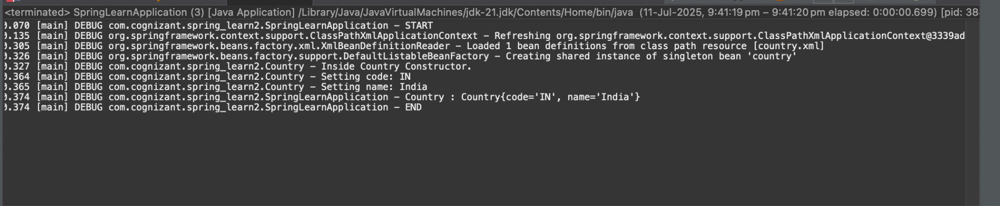 <terminated> SpringLearnApplication (3) [Java Application] /Library/Java/JavaVirtualMachines/jdk-21.jdk/Contents/Home/bin/java (11-Jul-2025, 9:41:19 pm – 9:41:20 pm elapsed: 0:00:00.699) [pid: 38
.070 [main] DEBUG com.cognizant.spring_learn2.SpringLearnApplication – START
.135 [main] DEBUG org.springframework.context.support.ClassPathXmlApplicationContext – Refreshing org.springframework.context.support.ClassPathXmlApplicationContext@3339ad
.305 [main] DEBUG org.springframework.beans.factory.xml.XmlBeanDefinitionReader – Loaded 1 bean definitions from class path resource [country.xml]
.326 [main] DEBUG org.springframework.beans.factory.support.DefaultListableBeanFactory – Creating shared instance of singleton bean 'country'
.327 [main] DEBUG com.cognizant.spring_learn2.Country – Inside Country Constructor.
.364 [main] DEBUG com.cognizant.spring_learn2.Country – Setting code: IN
.365 [main] DEBUG com.cognizant.spring_learn2.Country – Setting name: India
.374 [main] DEBUG com.cognizant.spring_learn2.SpringLearnApplication – Country : Country{code='IN', name='India'}
.374 [main] DEBUG com.cognizant.spring_learn2.SpringLearnApplication – END